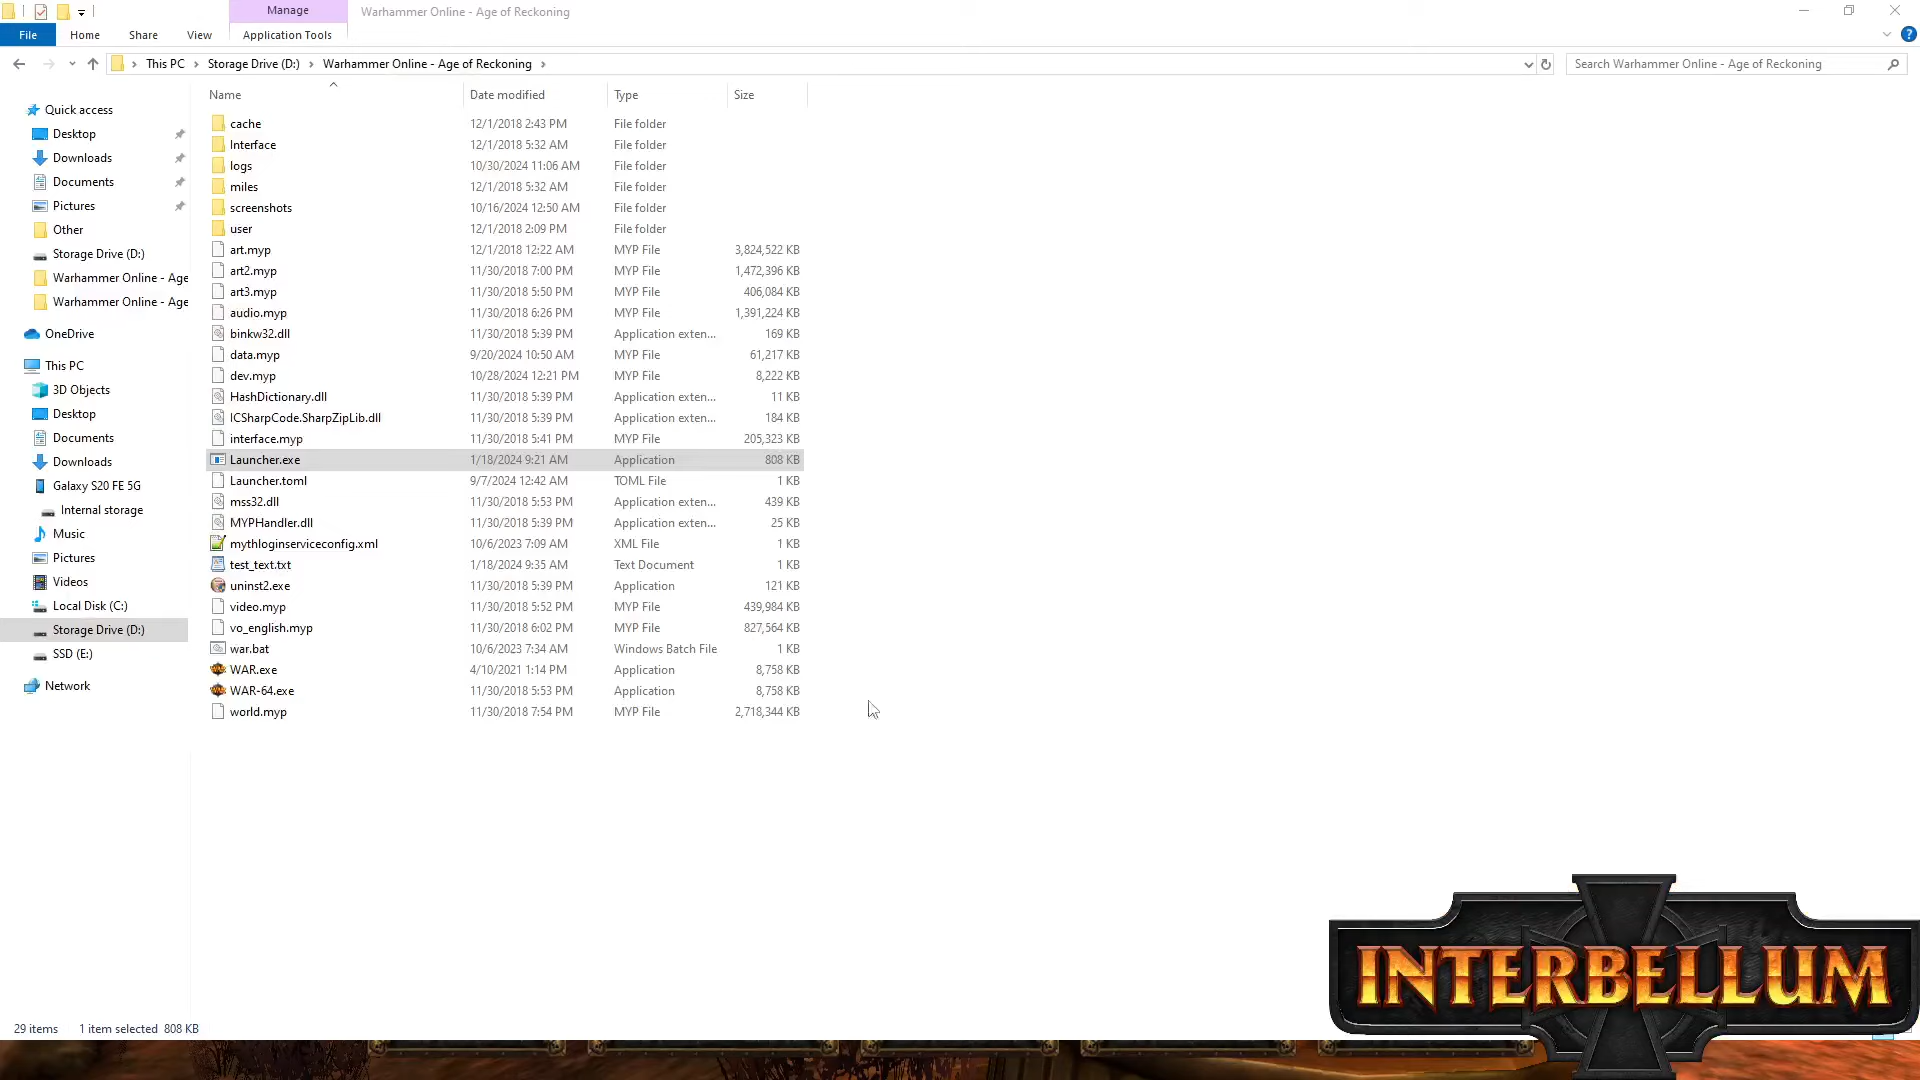 Manage
Warhammer Online - Age of Reckoning
File
Home
Share
View
Application Tools
This PC
Storage Drive (D:)
Warhammer Online - Age of Reckoning
Search Warhammer Online - Age of Reckoning
Quick access
Desktop
Downloads
Documents
Pictures
Other
Storage Drive (D:)
Warhammer Online - Age
Warhammer Online - Age
OneDrive
This PC
3D Objects
Desktop
Documents
Downloads
Galaxy S20 FE 5G
Internal storage
Music
Pictures
Videos
Local Disk (C:)
Storage Drive (D:)
SSD (E:)
Network
Name Date modified Type Size
cache 12/1/2018 2:43 PM File folder
Interface 12/1/2018 5:32 AM File folder
logs 10/30/2024 11:06 AM File folder
miles 12/1/2018 5:32 AM File folder
screenshots 10/16/2024 12:50 AM File folder
user 12/1/2018 2:09 PM File folder
art.myp 12/1/2018 12:22 AM MYP File 3,824,522 KB
art2.myp 11/30/2018 7:00 PM MYP File 1,472,396 KB
art3.myp 11/30/2018 5:50 PM MYP File 406,084 KB
audio.myp 11/30/2018 6:26 PM MYP File 1,391,224 KB
binkw32.dll 11/30/2018 5:39 PM Application exten... 169 KB
data.myp 9/20/2024 10:50 AM MYP File 61,217 KB
dev.myp 10/28/2024 12:21 PM MYP File 8,222 KB
HashDictionary.dll 11/30/2018 5:39 PM Application exten... 11 KB
ICSharpCode.SharpZipLib.dll 11/30/2018 5:39 PM Application exten... 184 KB
interface.myp 11/30/2018 5:41 PM MYP File 205,323 KB
Launcher.exe 1/18/2024 9:21 AM Application 808 KB
Launcher.toml 9/7/2024 12:42 AM TOML File 1 KB
mss32.dll 11/30/2018 5:53 PM Application exten... 439 KB
MYPHandler.dll 11/30/2018 5:39 PM Application exten... 25 KB
mythloginserviceconfig.xml 10/6/2023 7:09 AM XML File 1 KB
test_text.txt 1/18/2024 9:35 AM Text Document 1 KB
uninst2.exe 11/30/2018 5:39 PM Application 121 KB
video.myp 11/30/2018 5:52 PM MYP File 439,984 KB
vo_english.myp 11/30/2018 6:02 PM MYP File 827,564 KB
war.bat 10/6/2023 7:34 AM Windows Batch File 1 KB
WAR.exe 4/10/2021 1:14 PM Application 8,758 KB
WAR-64.exe 11/30/2018 5:53 PM Application 8,758 KB
world.myp 11/30/2018 7:54 PM MYP File 2,718,344 KB
INTERBELLUM
29 items 1 item selected 808 KB